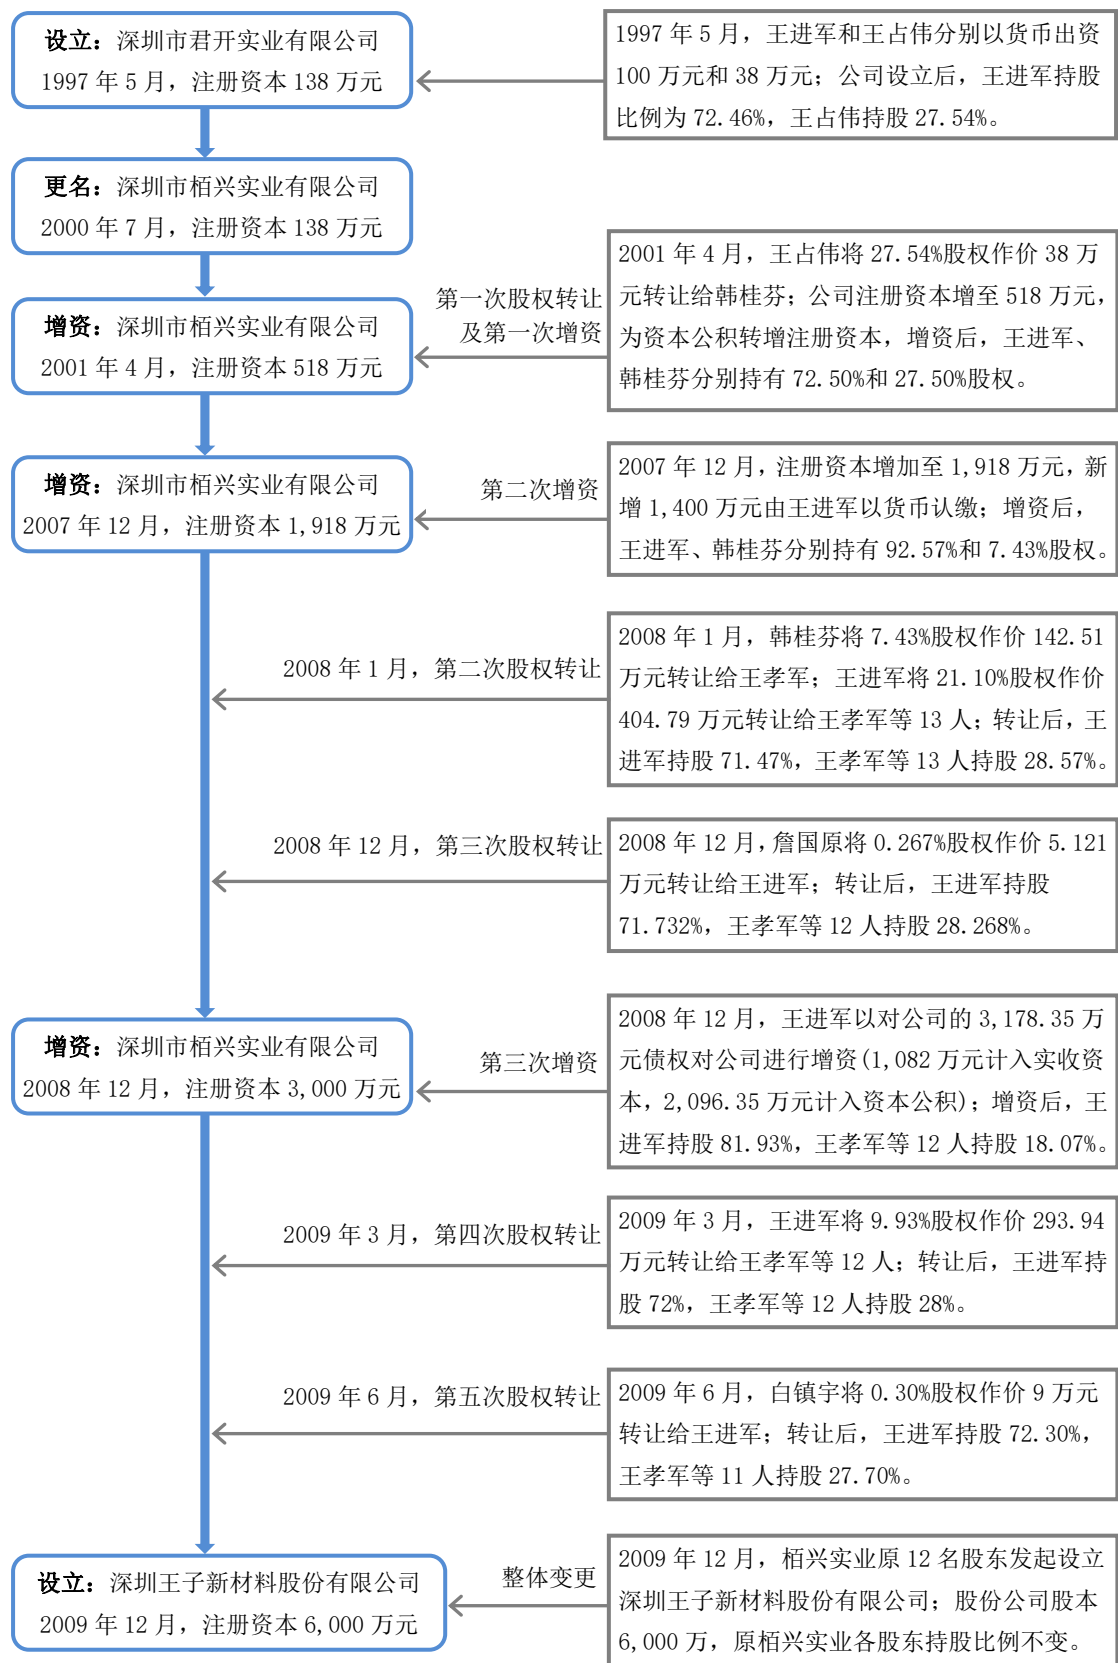 设立：深圳市君开实业有限公司
1997 年 5 月，注册资本 138 万元
1997 年 5 月，王进军和王占伟分别以货币出资
100 万元和 38 万元；公司设立后，王进军持股
比例为 72.46%，王占伟持股 27.54%。
更名：深圳市栢兴实业有限公司
2000 年 7 月，注册资本 138 万元
增资：深圳市栢兴实业有限公司
2001 年 4 月，注册资本 518 万元
第一次股权转让
及第一次增资
2001 年 4 月，王占伟将 27.54%股权作价 38 万
元转让给韩桂芬；公司注册资本增至 518 万元，
为资本公积转增注册资本，增资后，王进军、
韩桂芬分别持有 72.50%和 27.50%股权。
增资：深圳市栢兴实业有限公司
2007 年 12 月，注册资本 1,918 万元
第二次增资
2007 年 12 月，注册资本增加至 1,918 万元，新
增 1,400 万元由王进军以货币认缴；增资后，
王进军、韩桂芬分别持有 92.57%和 7.43%股权。
2008 年 1 月，第二次股权转让
2008 年 1 月，韩桂芬将 7.43%股权作价 142.51
万元转让给王孝军；王进军将 21.10%股权作价
404.79 万元转让给王孝军等 13 人；转让后，王
进军持股 71.47%，王孝军等 13 人持股 28.57%。
2008 年 12 月，第三次股权转让
2008 年 12 月，詹国原将 0.267%股权作价 5.121
万元转让给王进军；转让后，王进军持股
71.732%，王孝军等 12 人持股 28.268%。
增资：深圳市栢兴实业有限公司
2008 年 12 月，注册资本 3,000 万元
第三次增资
2008 年 12 月，王进军以对公司的 3,178.35 万
元债权对公司进行增资(1,082 万元计入实收资
本，2,096.35 万元计入资本公积)；增资后，王
进军持股 81.93%，王孝军等 12 人持股 18.07%。
2009 年 3 月，第四次股权转让
2009 年 3 月，王进军将 9.93%股权作价 293.94
万元转让给王孝军等 12 人；转让后，王进军持
股 72%，王孝军等 12 人持股 28%。
2009 年 6 月，第五次股权转让
2009 年 6 月，白镇宇将 0.30%股权作价 9 万元
转让给王进军；转让后，王进军持股 72.30%，
王孝军等 11 人持股 27.70%。
设立：深圳王子新材料股份有限公司
2009 年 12 月，注册资本 6,000 万元
整体变更
2009 年 12 月，栢兴实业原 12 名股东发起设立
深圳王子新材料股份有限公司；股份公司股本
6,000 万，原栢兴实业各股东持股比例不变。